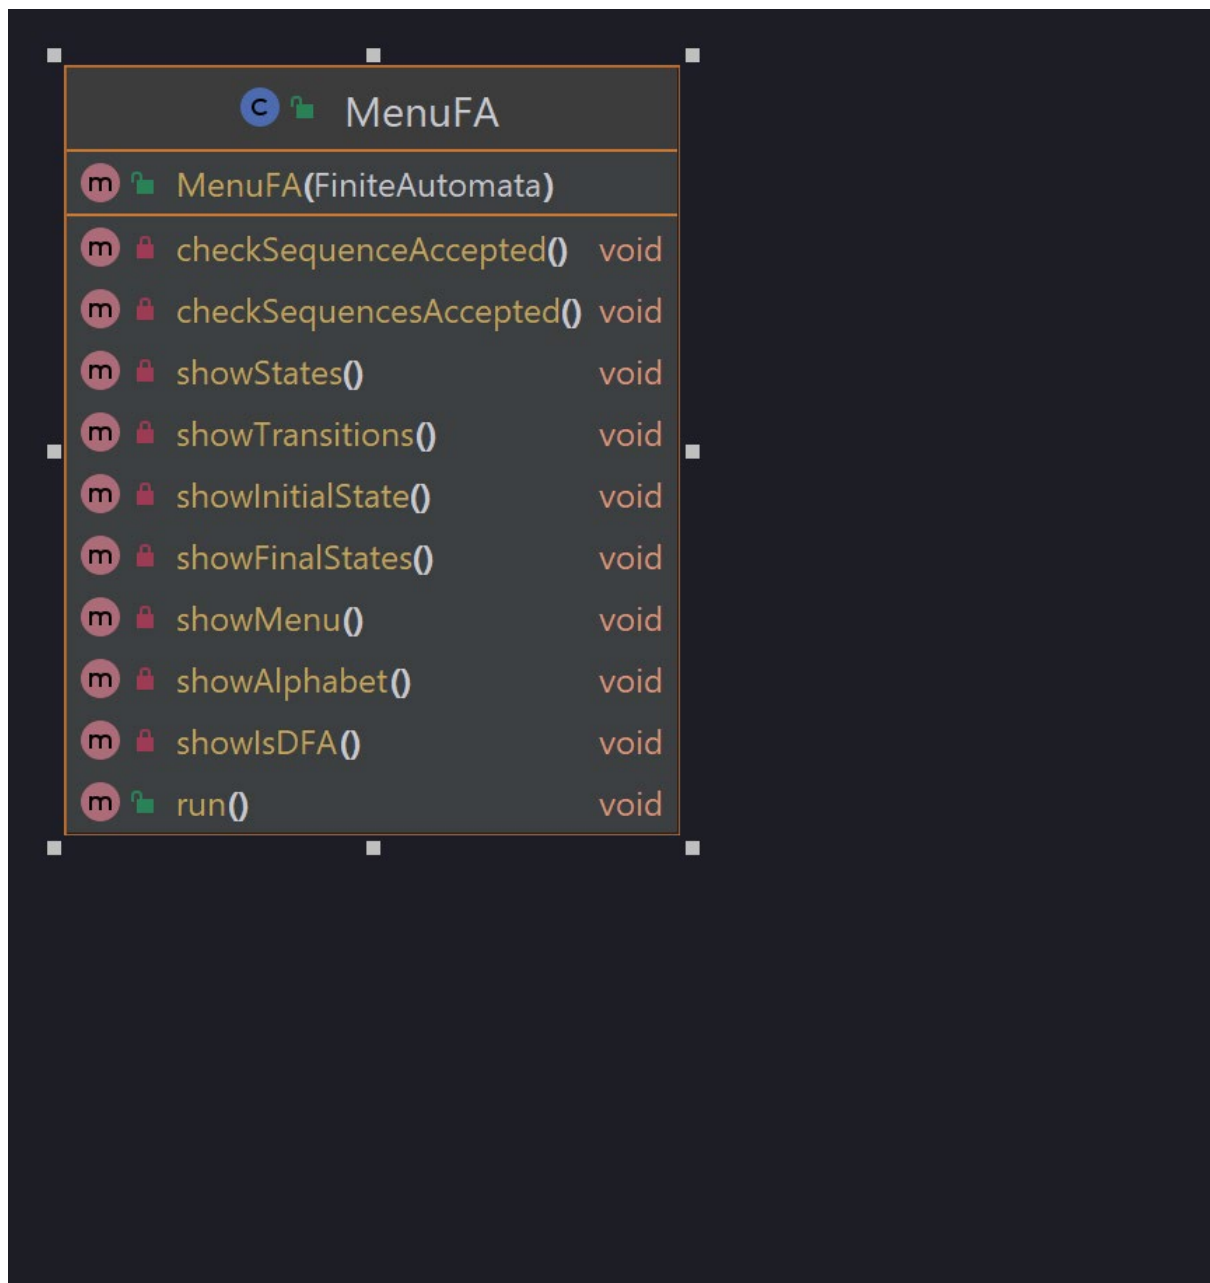 C MenuFA
m MenuFA(FiniteAutomata)
m checkSequenceAccepted() void
m checkSequencesAccepted() void
m showStates() void
m showTransitions() void
m showInitialState() void
m showFinalStates() void
m showMenu() void
m showAlphabet() void
m showIsDFA() void
m run() void